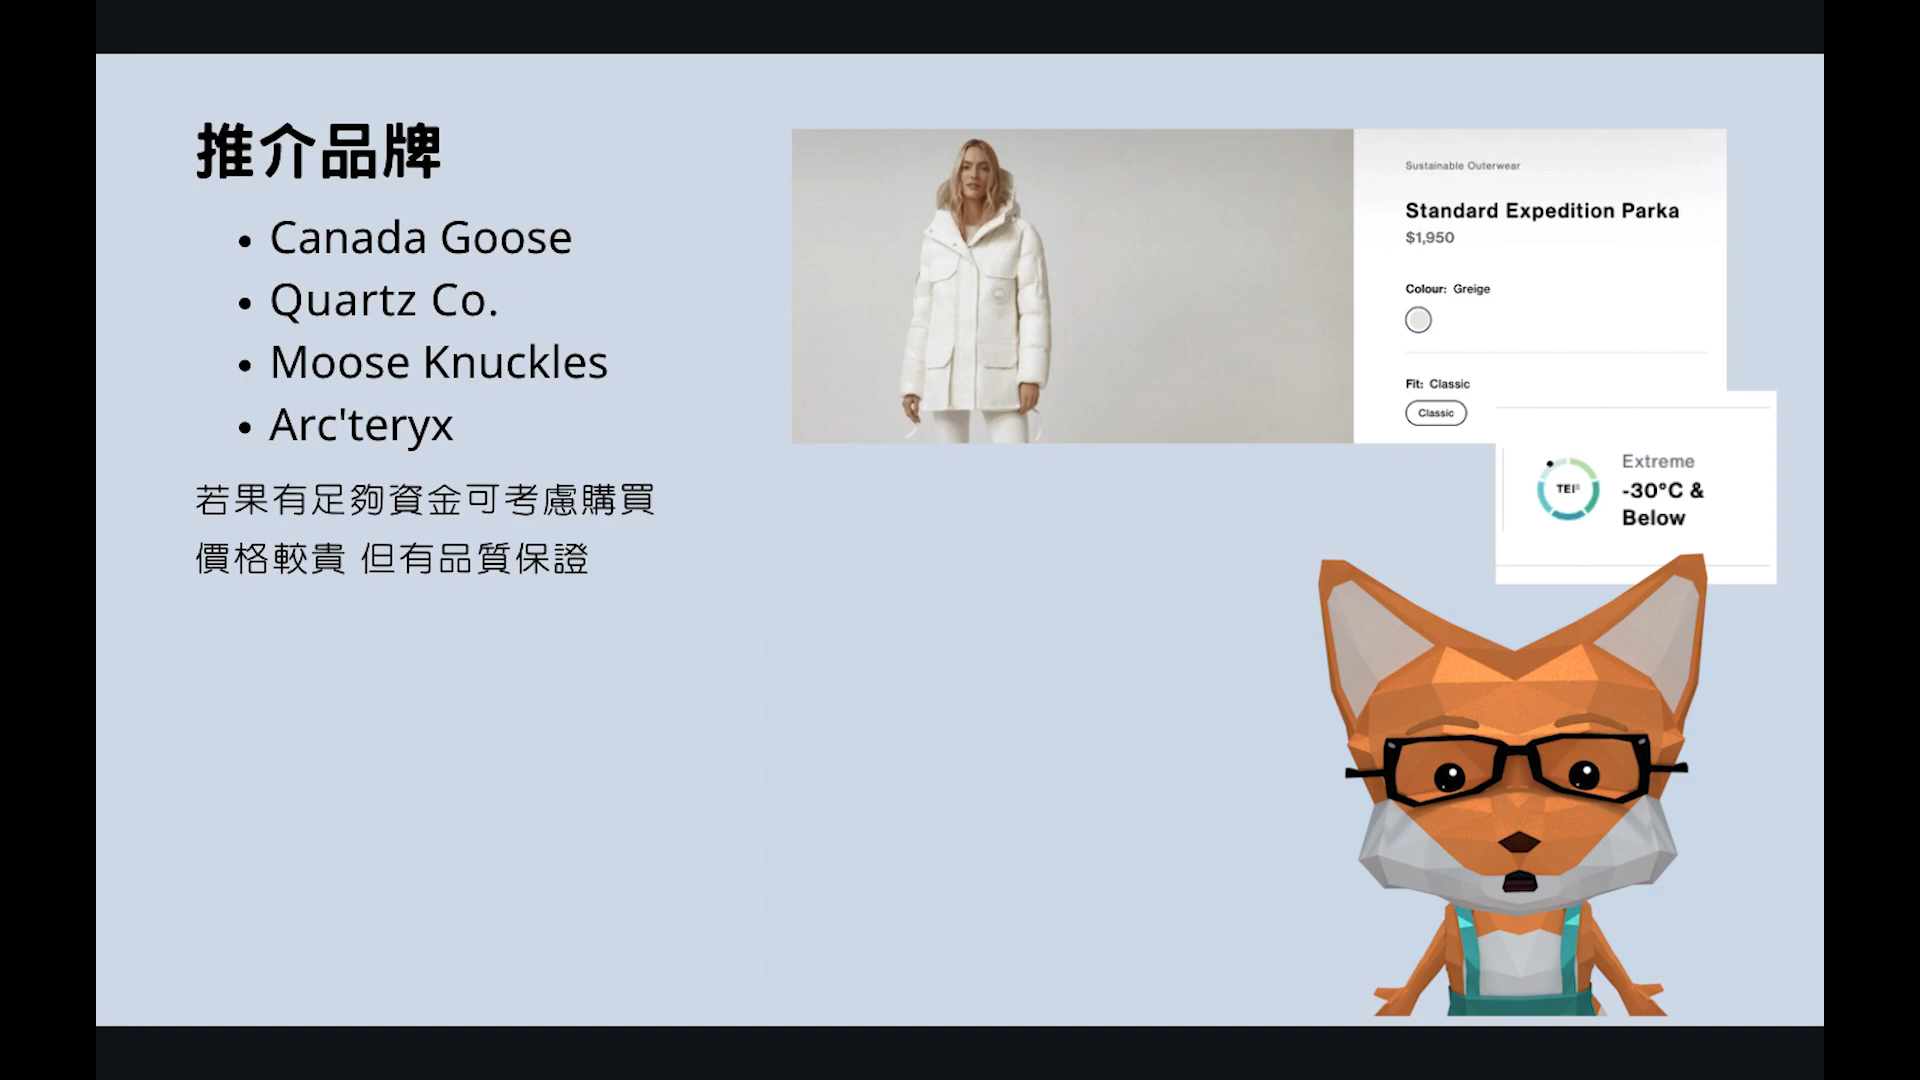 推介品牌
• Canada Goose
• Quartz Co.
• Moose Knuckles
• Arc'teryx
若果有足夠資金可考慮購買
價格較貴 但有品質保證
Sustainable Outerwear
Standard Expedition Parka
$1,950
Colour: Greige
Fit: Classic
Classic
TEI⁵
Extreme
-30°C &
Below